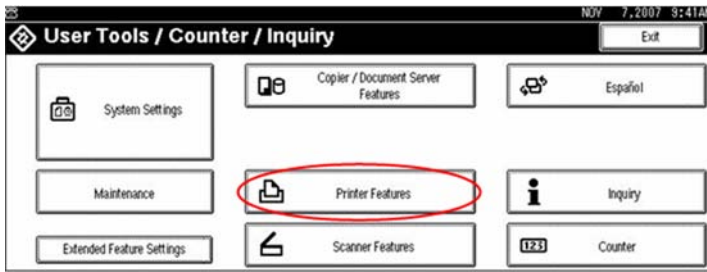 NOV 7,2007 9:41A
User Tools / Counter / Inquiry
Exit
System Settings
Copier / Document Server
Features
Español
Maintenance
Printer Features
Inquiry
Extended Feature Settings
Scanner Features
123
Counter